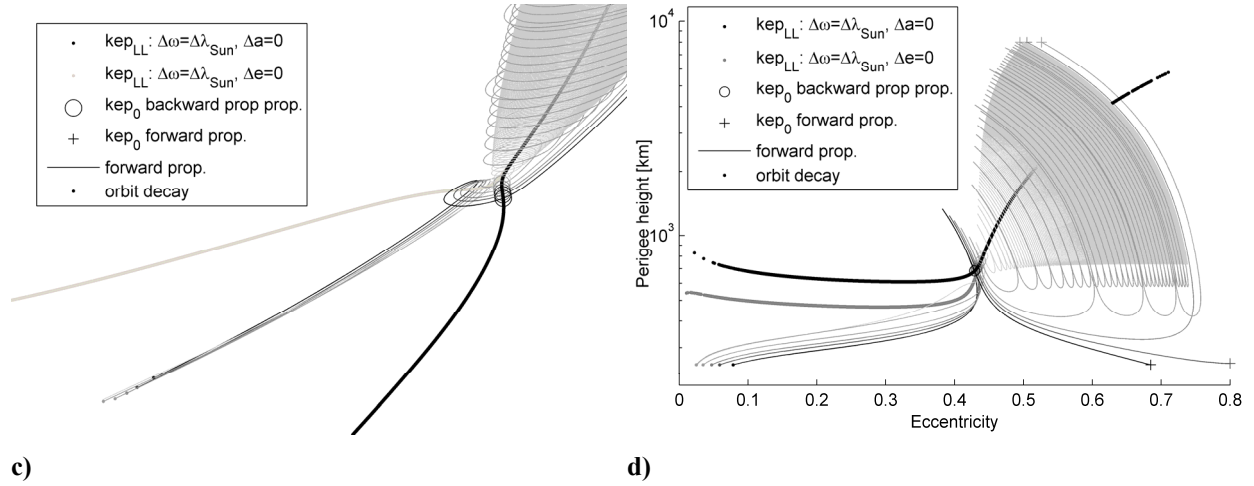 kep_LL: Δω=Δλ_Sun, Δa=0
kep_LL: Δω=Δλ_Sun, Δe=0
kep_0 backward prop prop.
kep_0 forward prop.
forward prop.
orbit decay
c)
10^4
10^3
Perigee height [km]
kep_LL: Δω=Δλ_Sun, Δa=0
kep_LL: Δω=Δλ_Sun, Δe=0
kep_0 backward prop prop.
kep_0 forward prop.
forward prop.
orbit decay
0 0.1 0.2 0.3 0.4 0.5 0.6 0.7 0.8
Eccentricity
d)